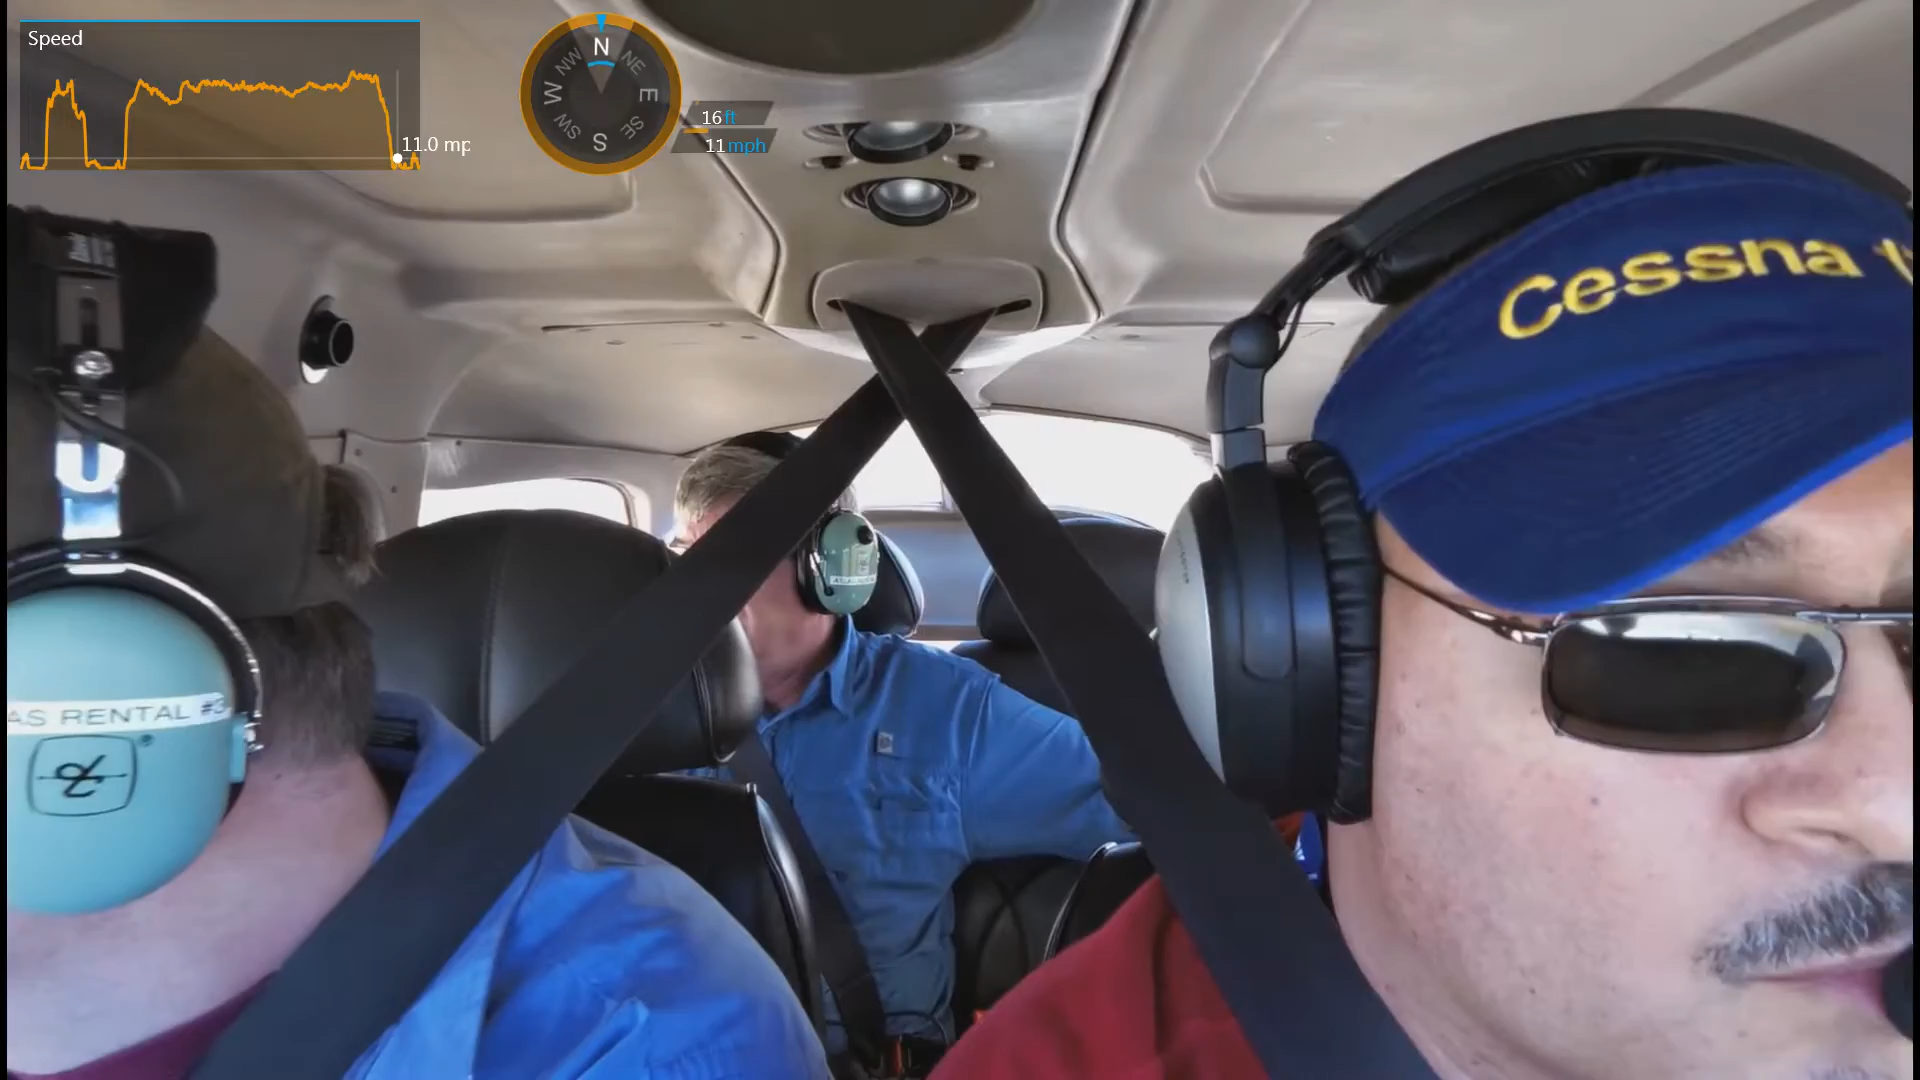 Speed
11.0 mp
N
NE
E
SE
S
SW
W
NW
16 ft
11 mph
Cessna
AS RENTAL #3